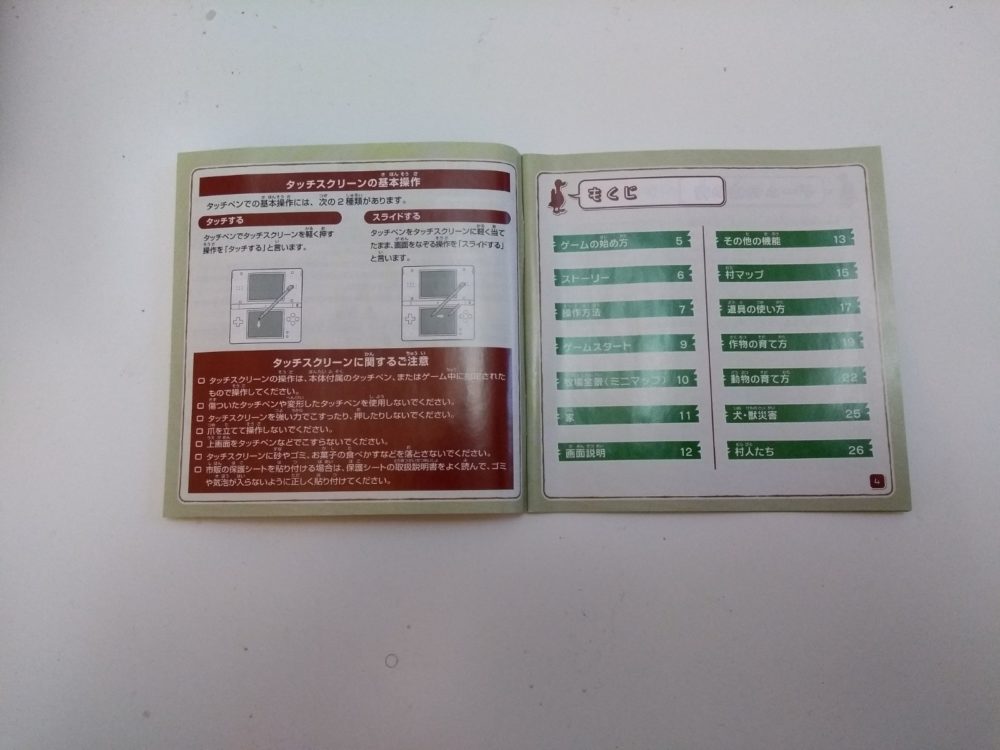 タッチスクリーンの基本操作
タッチペンでの基本操作には、次の2種類があります。
タッチする
タッチペンでタッチスクリーンを軽く押す
操作を「タッチする」と言います。
スライドする
タッチペンをタッチスクリーンに軽く当て
たまま、画面をなぞる操作を「スライドする」
と言います。
タッチスクリーンに関するご注意
タッチスクリーンの操作は、本体付属のタッチペン、またはゲーム中に指定された
もので操作してください。
傷ついたタッチペンや変形したタッチペンを使用しないでください。
タッチスクリーンを強い力でこすったり、押したりしないでください。
爪を立てて操作しないでください。
上画面をタッチペンなどでこすらないでください。
タッチスクリーンに砂やゴミ、お菓子の食べかすなどを落とさないでください。
市販の保護シートを貼り付ける場合は、保護シートの取扱説明書をよく読んで、ゴミ
や気泡が入らないように正しく貼り付けてください。
もくじ
ゲームの始め方 5
ストーリー 6
操作方法 7
ゲームスタート 9
牧場全景(ミニマップ) 10
家 11
画面説明 12
その他の機能 13
村マップ 15
道具の使い方 17
作物の育て方 19
動物の育て方 22
犬・獣災害 25
村人たち 26
4